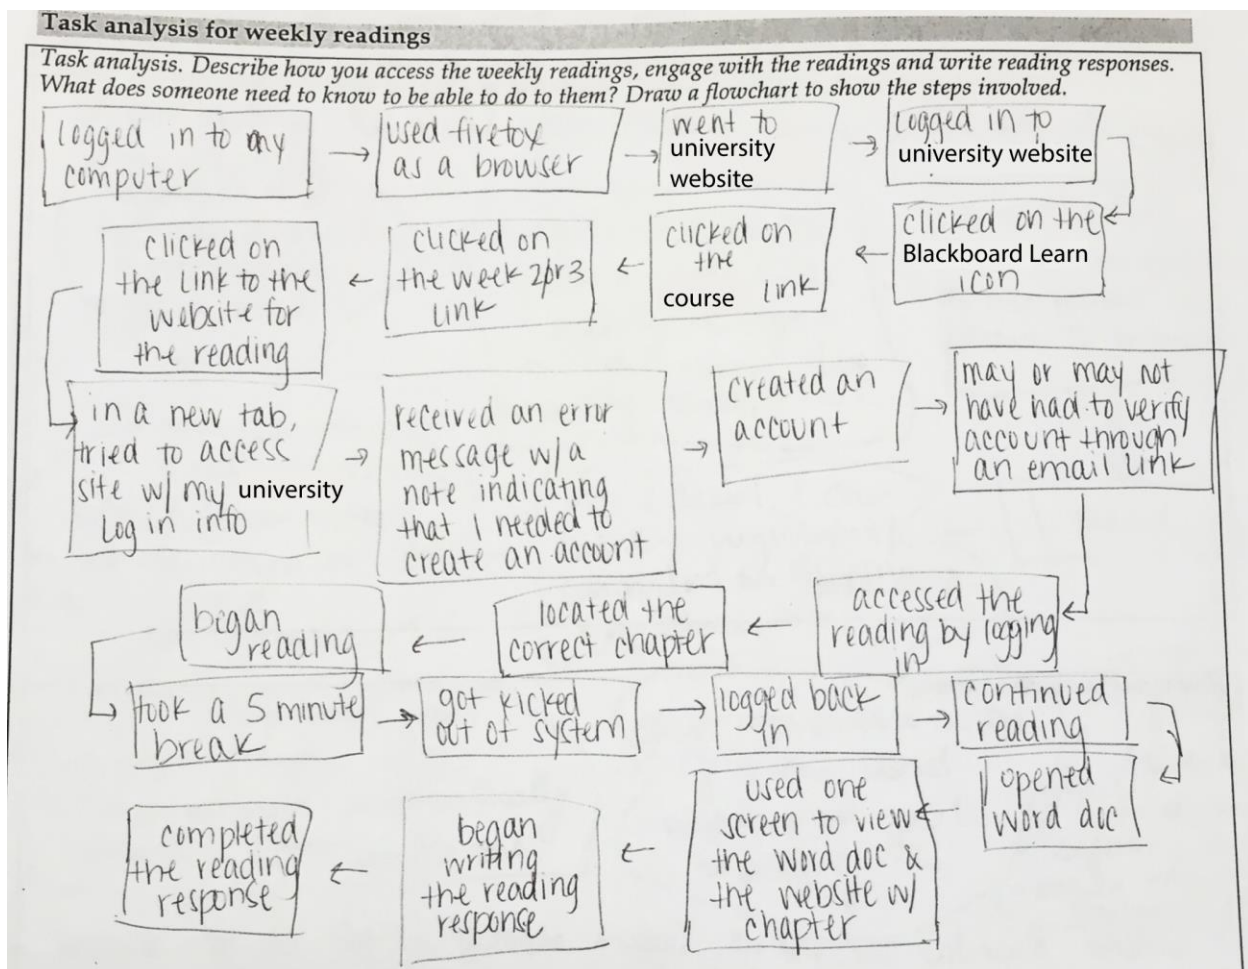 Task analysis for weekly readings
Task analysis. Describe how you access the weekly readings, engage with the readings and write reading responses.
What does someone need to know to be able to do to them? Draw a flowchart to show the steps involved.
logged in to any
computer
used firefox
as a browser
went to
university
website
logged in to
university website
clicked on the
Blackboard Learn
icon
clicked on
the
course link
clicked on
the week 2 or 3
link
clicked on
the link to the
website for
the reading
in a new tab,
tried to access
site w/ my university
log in info
received an error
message w/a
note indicating
that I needed to
create an account
created an
account
may or may not
have had to verify
account through
an email link
accessed the
reading by logging
in
located the
correct chapter
began
reading
took a 5 minute
break
got kicked
out of system
logged back
in
continued
reading
opened
word doc
used one
screen to view
the word doc &
the website w/
chapter
began
writing
the reading
response
completed
the reading
response